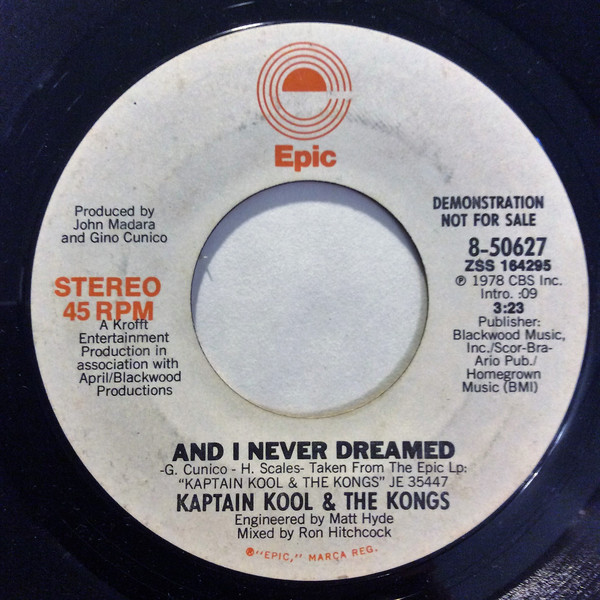 Epic
Produced by
John Madara
and Gino Cunico
STEREO
45 RPM
A Krofft
Entertainment
Production in
association with
April/Blackwood
Productions
DEMONSTRATION
NOT FOR SALE
8-50627
ZSS 164295
℗ 1978 CBS Inc.
Intro. :09
3:23
Publisher:
Blackwood Music,
Inc./Scor-Bra-
Ario Pub./
Homegrown
Music (BMI)
AND I NEVER DREAMED
-G. Cunico - H. Scales- Taken From The Epic Lp:
"KAPTAIN KOOL & THE KONGS" JE 35447
KAPTAIN KOOL & THE KONGS
Engineered by Matt Hyde
Mixed by Ron Hitchcock
®"EPIC," MARCA REG.